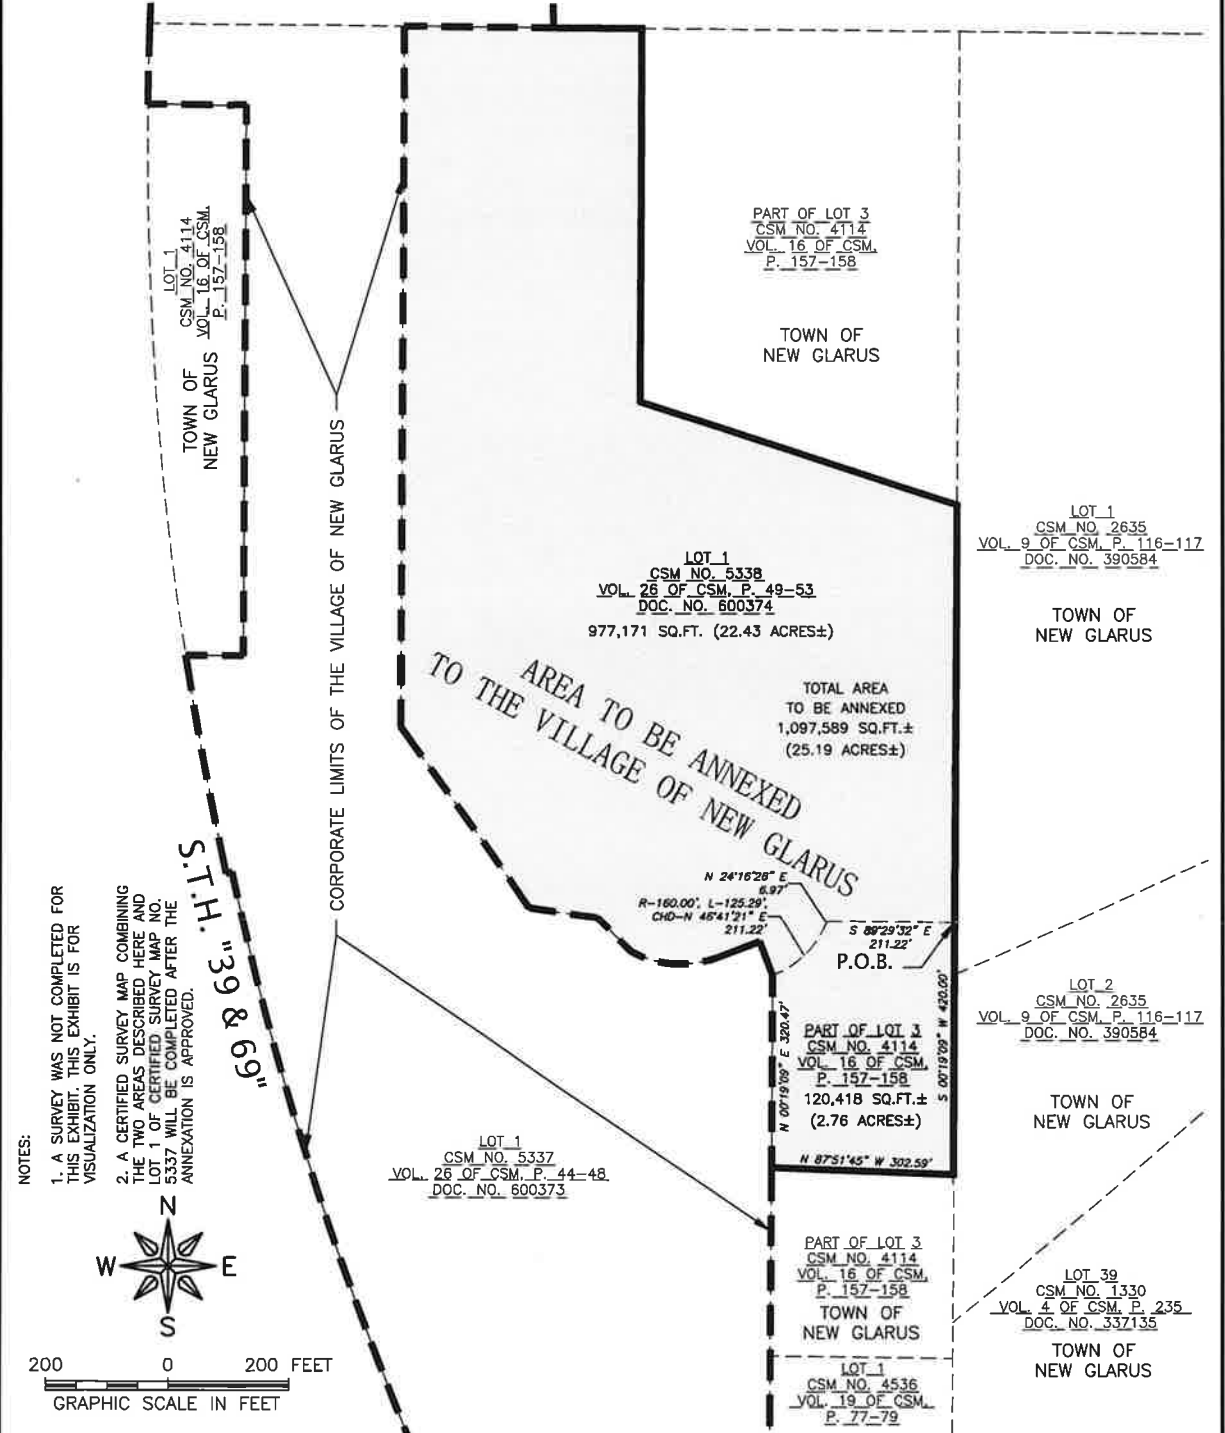 LOT 1
CSM NO. 4114
VOL. 16 OF CSM,
P. 157-158
TOWN OF
NEW GLARUS
CORPORATE LIMITS OF THE VILLAGE OF NEW GLARUS
PART OF LOT 3
CSM NO. 4114
VOL. 16 OF CSM,
P. 157-158
TOWN OF
NEW GLARUS
LOT 1
CSM NO. 2635
VOL. 9 OF CSM, P. 116-117
DOC. NO. 390584
TOWN OF
NEW GLARUS
LOT 1
CSM NO. 5338
VOL. 26 OF CSM, P. 49-53
DOC. NO. 600374
977,171 SQ.FT. (22.43 ACRES±)
AREA TO BE ANNEXED
TO THE VILLAGE OF NEW GLARUS
TOTAL AREA
TO BE ANNEXED
1,097,589 SQ.FT.±
(25.19 ACRES±)
N 24°16'28" E
6.97'
R-160.00', L-125.29',
CHD-N 46°41'21" E
211.22'
S 89°29'32" E
211.22'
P.O.B.
S 00°19'09" W 420.00'
N 00°19'09" E 320.47'
PART OF LOT 3
CSM NO. 4114
VOL. 16 OF CSM,
P. 157-158
120,418 SQ.FT.±
(2.76 ACRES±)
N 87°51'45" W 302.59'
LOT 2
CSM NO. 2635
VOL. 9 OF CSM, P. 116-117
DOC. NO. 390584
TOWN OF
NEW GLARUS
S.T.H. "39 & 69"
NOTES:
1. A SURVEY WAS NOT COMPLETED FOR
THIS EXHIBIT. THIS EXHIBIT IS FOR
VISUALIZATION ONLY.
2. A CERTIFIED SURVEY MAP COMBINING
THE TWO AREAS DESCRIBED HERE AND
LOT 1 OF CERTIFIED SURVEY MAP NO.
5337 WILL BE COMPLETED AFTER THE
ANNEXATION IS APPROVED.
LOT 1
CSM NO. 5337
VOL. 26 OF CSM, P. 44-48
DOC. NO. 600373
PART OF LOT 3
CSM NO. 4114
VOL. 16 OF CSM,
P. 157-158
TOWN OF
NEW GLARUS
LOT 39
CSM NO. 1330
VOL. 4 OF CSM, P. 235
DOC. NO. 337135
TOWN OF
NEW GLARUS
LOT 1
CSM NO. 4536
VOL. 19 OF CSM,
P. 77-79
N
W E
S
200 0 200 FEET
GRAPHIC SCALE IN FEET